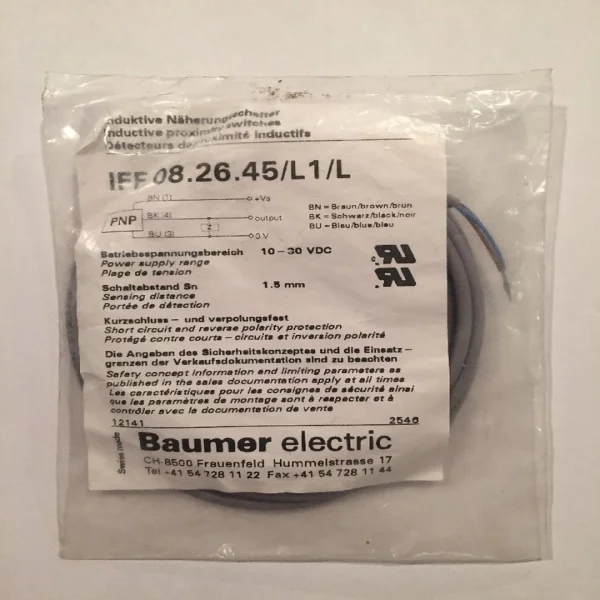 Induktive Näherungsschalter
Inductive proximity switches
Détecteurs de proximité inductifs
IFF 08.26.45/L1/L
BN (1) +Vs
PNP BK (4) output
Z
BU (3) 0 V
BN = Braun/brown/brun
BK = Schwarz/black/noir
BU = Bleu/blue/bleu
Betriebsspannungsbereich 10-30 VDC
Power supply range
Plage de tension
Schaltabstand Sn 1.5 mm
Sensing distance
Portée de détection
Kurzschluss - und verpolungsfest
Short circuit and reverse polarity protection
Protégé contre courts - circuits et inversion polarité
Die Angaben des Sicherheitskonzeptes und die Einsatz -
grenzen der Verkaufsdokumentation sind zu beachten
Safety concept information and limiting parameters as
published in the sales documentation apply at all times
Les caractéristiques pour les consignes de sécurité ainsi
que les paramètres de montage sont à respecter et à
contrôler avec la documentation de vente
12141 2546
Swiss made
Baumer electric
CH-8500 Frauenfeld Hummelstrasse 17
Tel +41 54 728 11 22 Fax +41 54 728 11 44